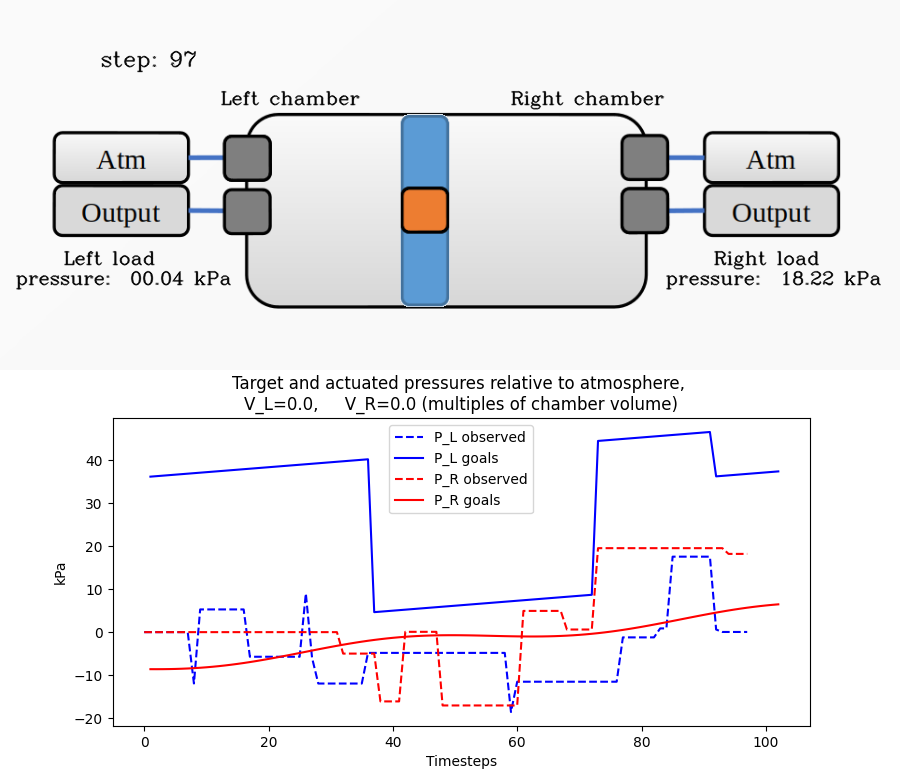 step: 97
Left chamber
Right chamber
Atm
Atm
Output
Output
Left load
pressure: 00.04 kPa
Right load
pressure: 18.22 kPa
Target and actuated pressures relative to atmosphere,
V_L=0.0, V_R=0.0 (multiples of chamber volume)
P_L observed
P_L goals
P_R observed
P_R goals
kPa
40
30
20
10
0
−10
−20
0 20 40 60 80 100
Timesteps